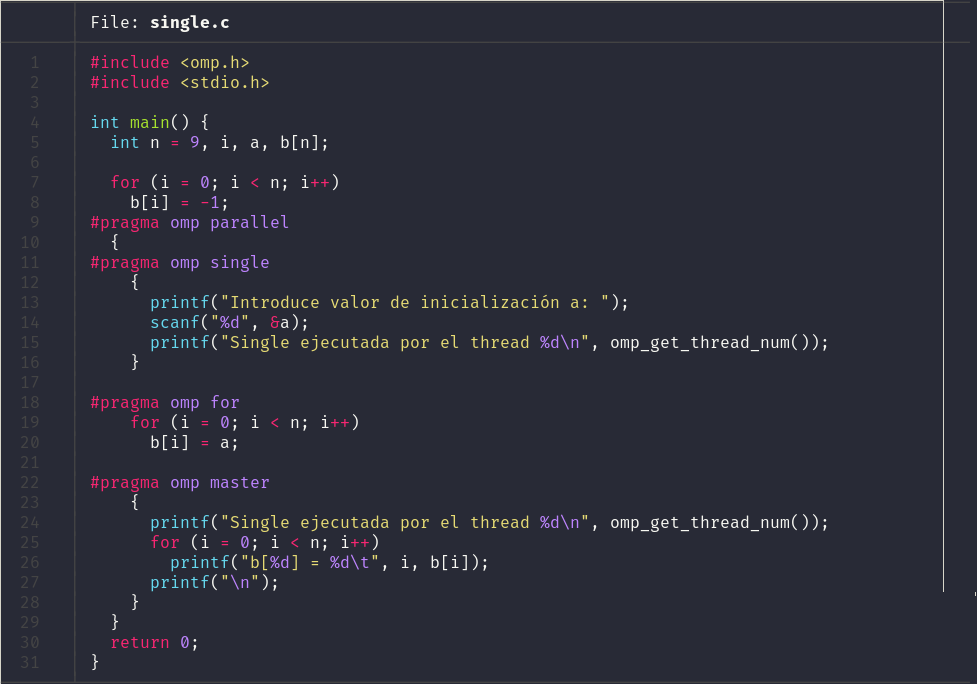 File: single.c
1 #include <omp.h>
2 #include <stdio.h>
3
4 int main() {
5   int n = 9, i, a, b[n];
6
7   for (i = 0; i < n; i++)
8     b[i] = -1;
9 #pragma omp parallel
10   {
11 #pragma omp single
12     {
13       printf("Introduce valor de inicialización a: ");
14       scanf("%d", &a);
15       printf("Single ejecutada por el thread %d\n", omp_get_thread_num());
16     }
17
18 #pragma omp for
19     for (i = 0; i < n; i++)
20       b[i] = a;
21
22 #pragma omp master
23     {
24       printf("Single ejecutada por el thread %d\n", omp_get_thread_num());
25       for (i = 0; i < n; i++)
26         printf("b[%d] = %d\t", i, b[i]);
27       printf("\n");
28     }
29   }
30   return 0;
31 }